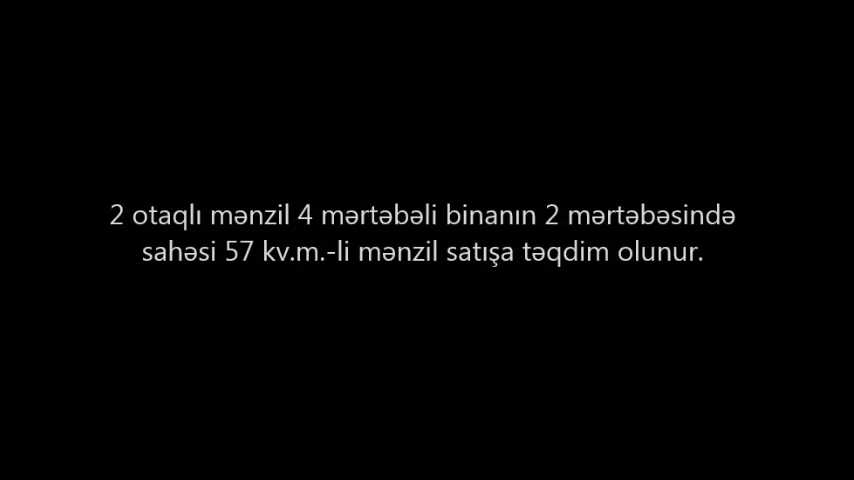 2 otaqlı mənzil 4 mərtəbəli binanın 2 mərtəbəsində
sahəsi 57 kv.m.-li mənzil satışa təqdim olunur.